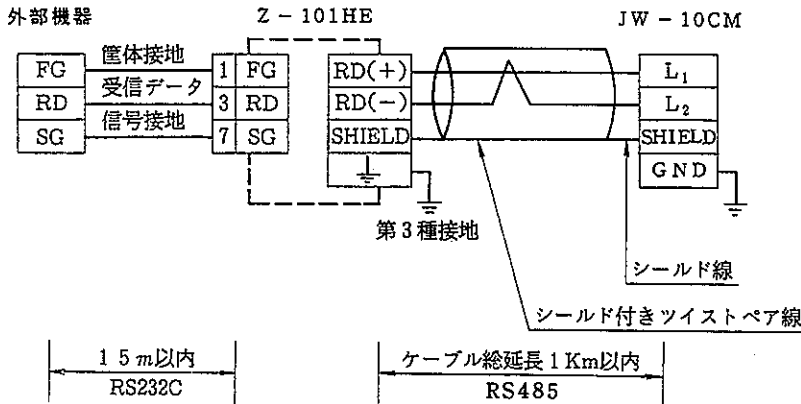 外部機器
Z－101HE
JW－10CM
筐体接地
FG
1 FG
RD(+)
L₁
受信データ
RD
3 RD
RD(-)
L₂
信号接地
SG
7 SG
SHIELD
SHIELD
GND
第3種接地
シールド線
シールド付きツイストペア線
15m以内
RS232C
ケーブル総延長1Km以内
RS485